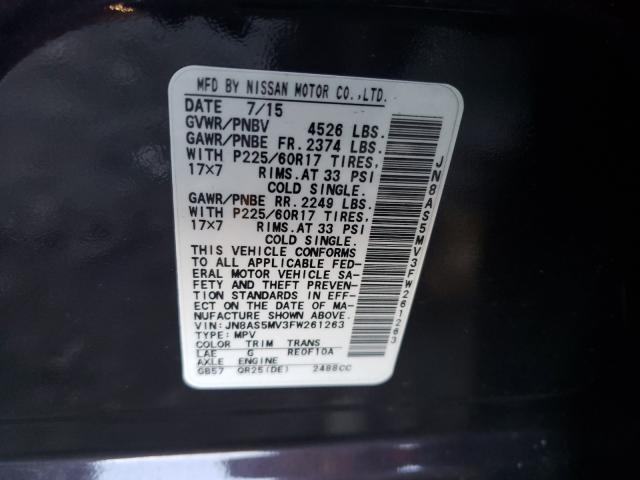 MFD BY NISSAN MOTOR CO.,LTD.
DATE 7/15
GVWR/PNBV 4526 LBS.
GAWR/PNBE FR. 2374 LBS.
WITH P225/60R17 TIRES,
17×7 RIMS.AT 33 PSI
COLD SINGLE.
GAWR/PNBE RR. 2249 LBS.
WITH P225/60R17 TIRES,
17×7 RIMS.AT 33 PSI
COLD SINGLE.
THIS VEHICLE CONFORMS
TO ALL APPLICABLE FED-
ERAL MOTOR VEHICLE SA-
FETY AND THEFT PREVEN-
TION STANDARDS IN EFF-
ECT ON THE DATE OF MA-
NUFACTURE SHOWN ABOVE.
VIN: JN8AS5MV3FW261263
TYPE: MPV
COLOR TRIM TRANS
LAE G RE0F10A
AXLE ENGINE
GB57 QR25(DE) 2488CC
JN8AS5MV3FW261263